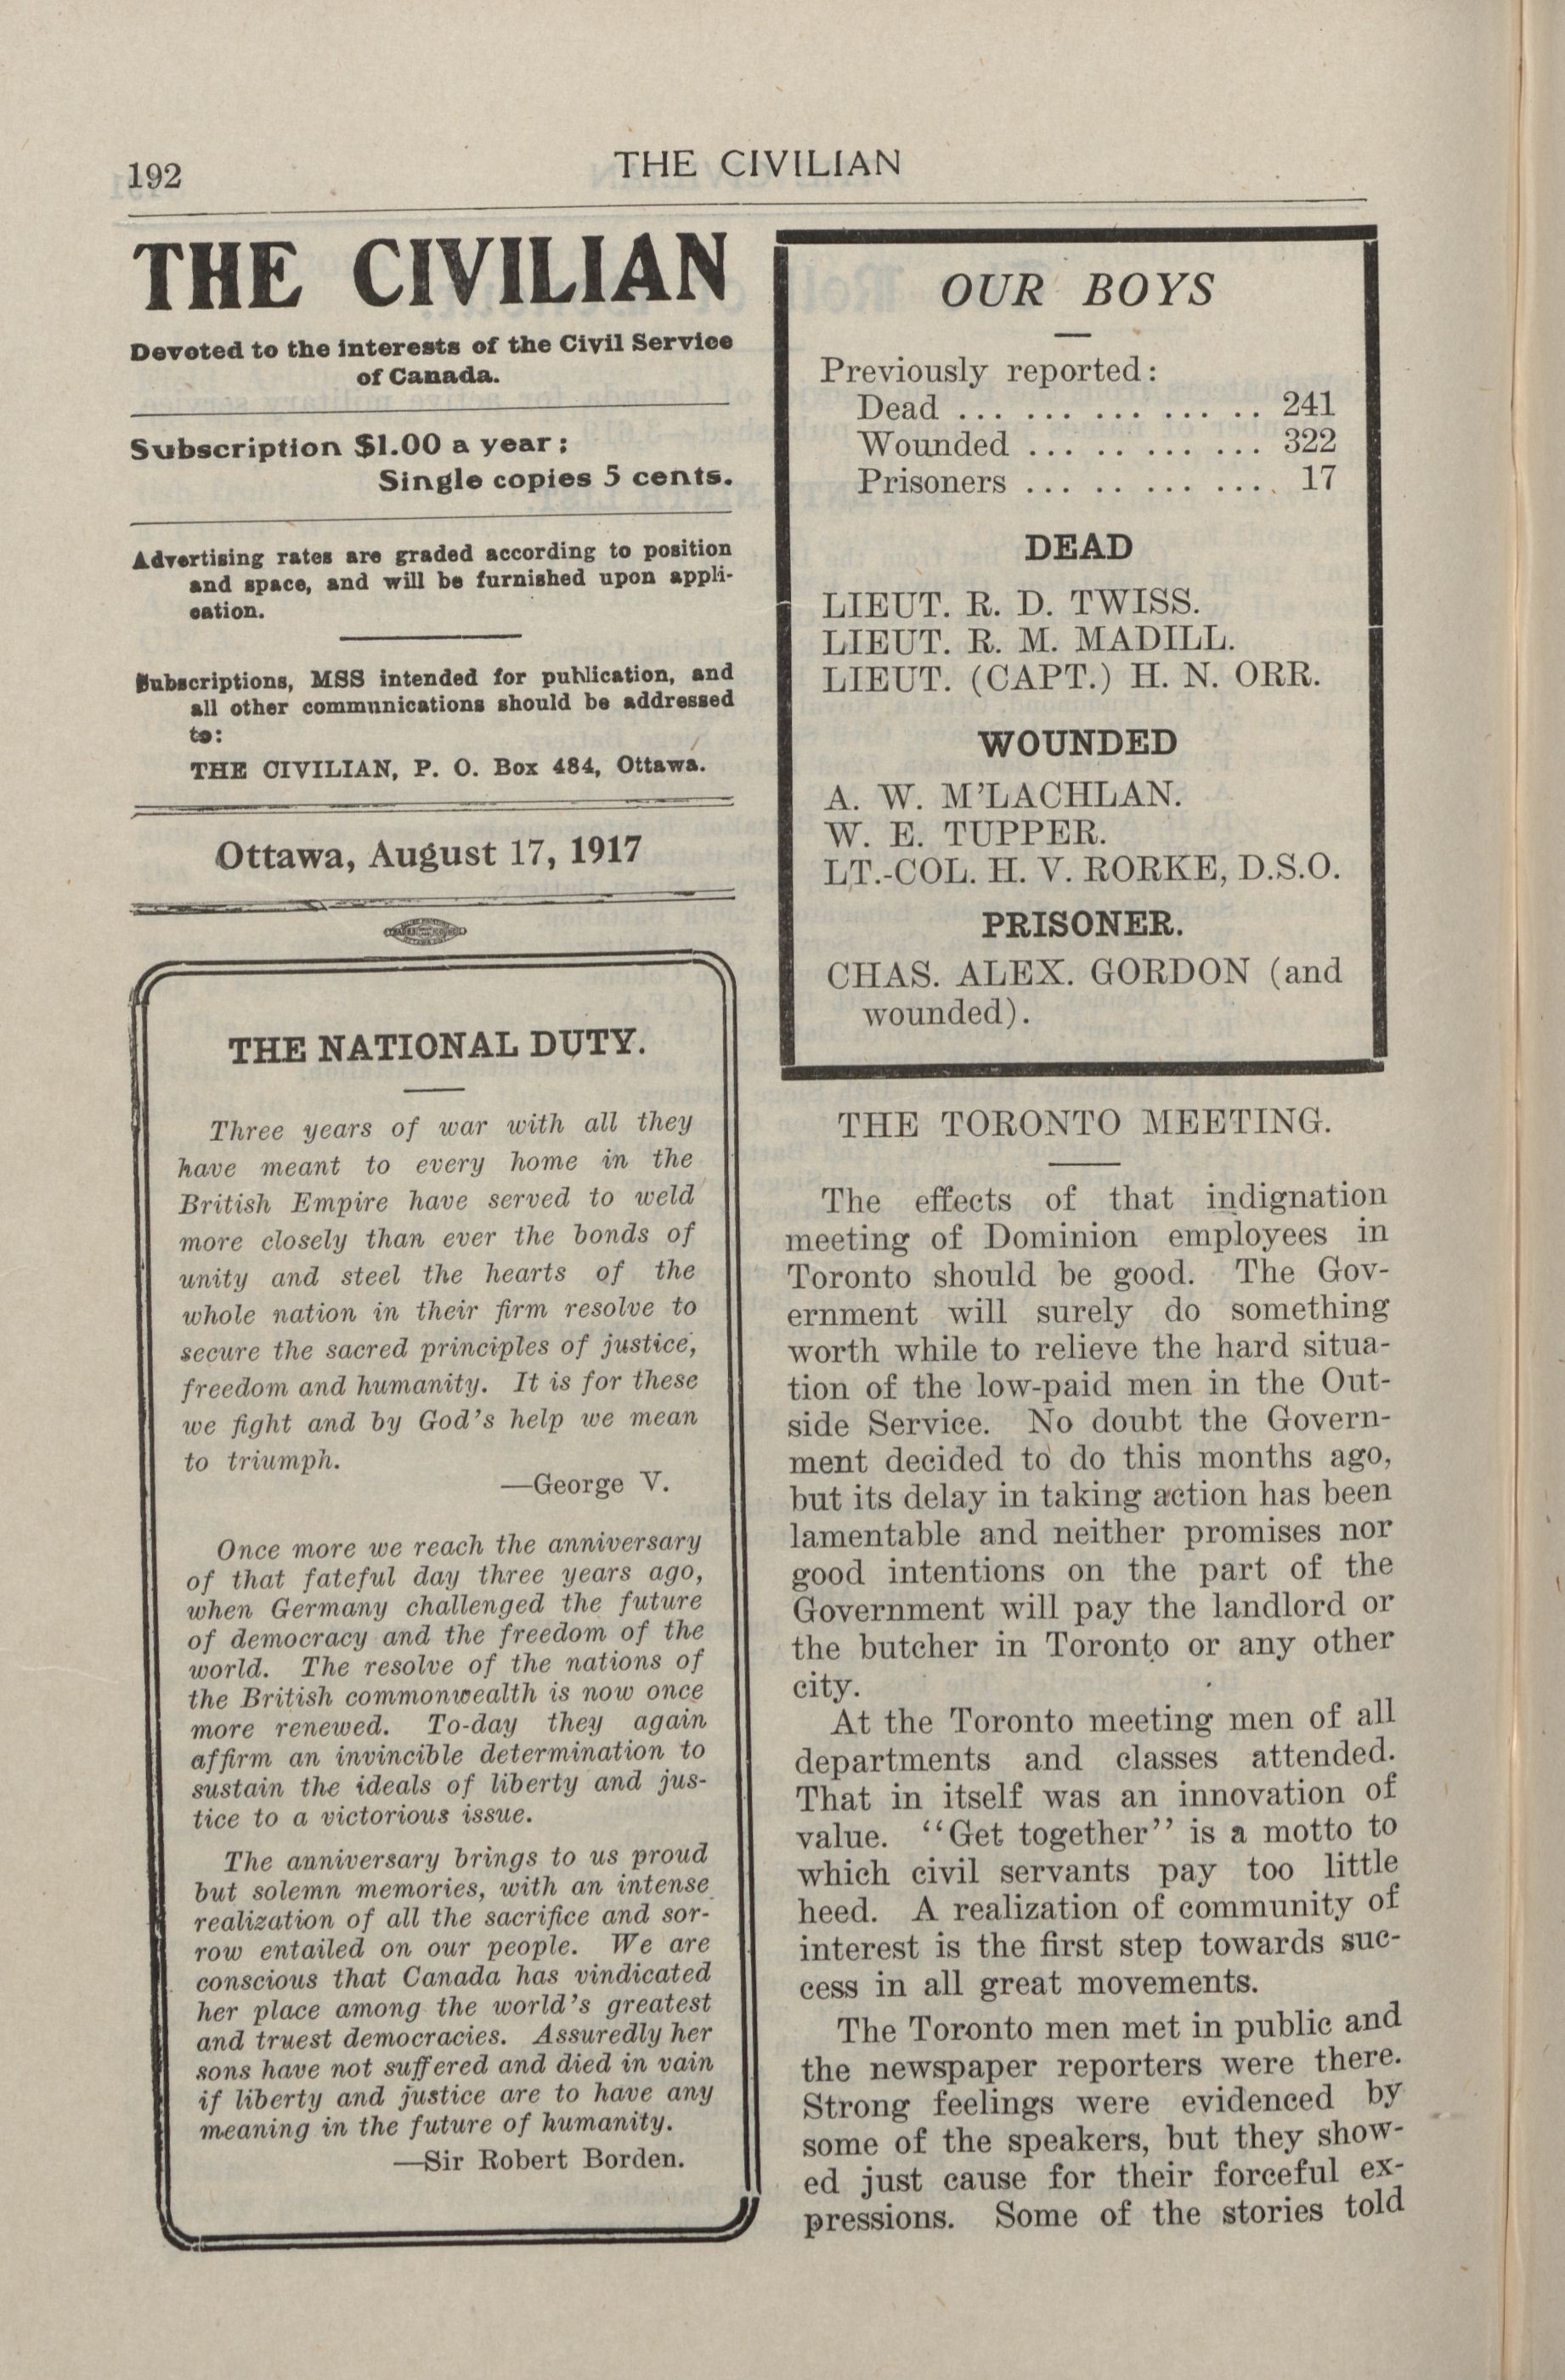 192
THE CIVILIAN
THE CIVILIAN
Devoted to the interests of the Civil Service
of Canada.
Subscription $1.00 a year;
Single copies 5 cents.
Advertising rates are graded according to position
and space, and will be furnished upon appli-
cation.
Subscriptions, MSS intended for publication, and
all other communications should be addressed
to:
THE CIVILIAN, P. O. Box 484, Ottawa.
Ottawa, August 17, 1917
THE NATIONAL DUTY.
Three years of war with all they
have meant to every home in the
British Empire have served to weld
more closely than ever the bonds of
unity and steel the hearts of the
whole nation in their firm resolve to
secure the sacred principles of justice,
freedom and humanity. It is for these
we fight and by God's help we mean
to triumph.
—George V.
Once more we reach the anniversary
of that fateful day three years ago,
when Germany challenged the future
of democracy and the freedom of the
world. The resolve of the nations of
the British commonwealth is now once
more renewed. To-day they again
affirm an invincible determination to
sustain the ideals of liberty and jus-
tice to a victorious issue.
The anniversary brings to us proud
but solemn memories, with an intense
realization of all the sacrifice and sor-
row entailed on our people. We are
conscious that Canada has vindicated
her place among the world's greatest
and truest democracies. Assuredly her
sons have not suffered and died in vain
if liberty and justice are to have any
meaning in the future of humanity.
—Sir Robert Borden.
OUR BOYS
Previously reported:
Dead ... ... ... ... .. 241
Wounded ... .. ... ... 322
Prisoners ... .. ... .... 17
DEAD
LIEUT. R. D. TWISS.
LIEUT. R. M. MADILL.
LIEUT. (CAPT.) H. N. ORR.
WOUNDED
A. W. M'LACHLAN.
W. E. TUPPER.
LT.-COL. H. V. RORKE, D.S.O.
PRISONER.
CHAS. ALEX. GORDON (and
wounded).
THE TORONTO MEETING.
The effects of that indignation
meeting of Dominion employees in
Toronto should be good. The Gov-
ernment will surely do something
worth while to relieve the hard situa-
tion of the low-paid men in the Out-
side Service. No doubt the Govern-
ment decided to do this months ago,
but its delay in taking action has been
lamentable and neither promises nor
good intentions on the part of the
Government will pay the landlord or
the butcher in Toronto or any other
city.
At the Toronto meeting men of all
departments and classes attended.
That in itself was an innovation of
value. "Get together" is a motto to
which civil servants pay too little
heed. A realization of community of
interest is the first step towards suc-
cess in all great movements.
The Toronto men met in public and
the newspaper reporters were there.
Strong feelings were evidenced by
some of the speakers, but they show-
ed just cause for their forceful ex-
pressions. Some of the stories told